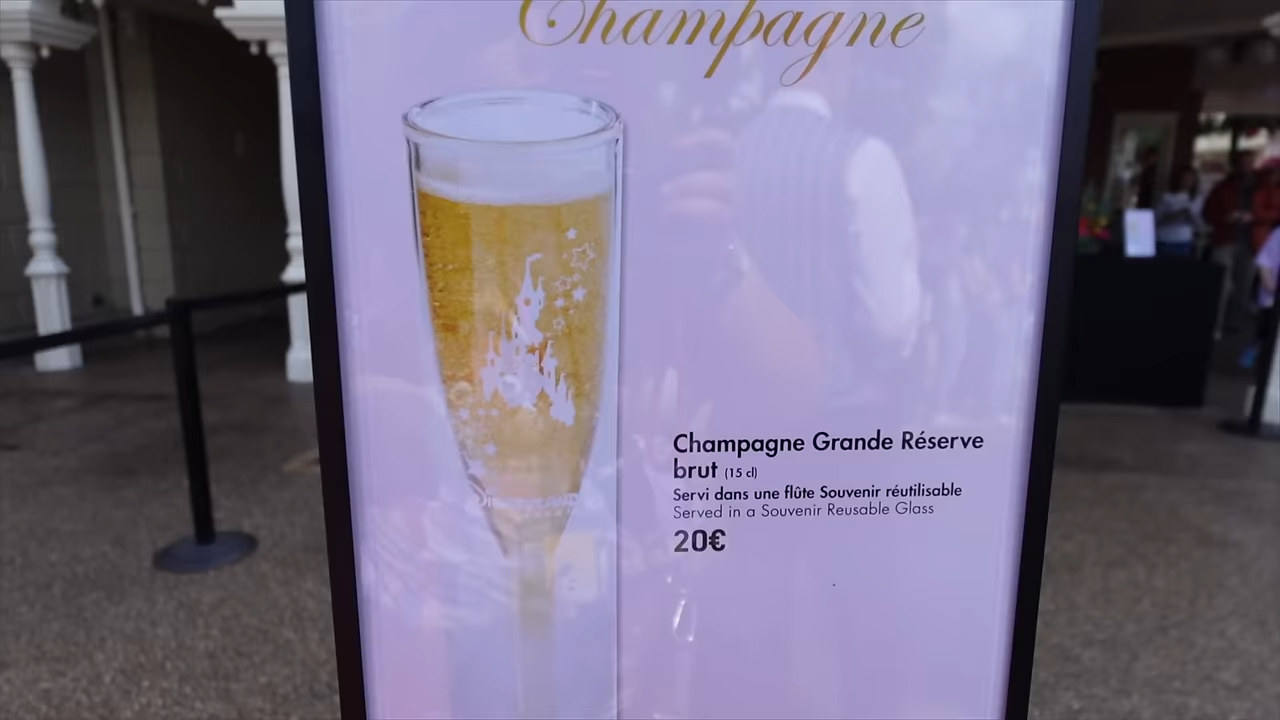 Champagne
Champagne Grande Réserve
brut (15 cl)
Servi dans une flûte Souvenir réutilisable
Served in a Souvenir Reusable Glass
20€